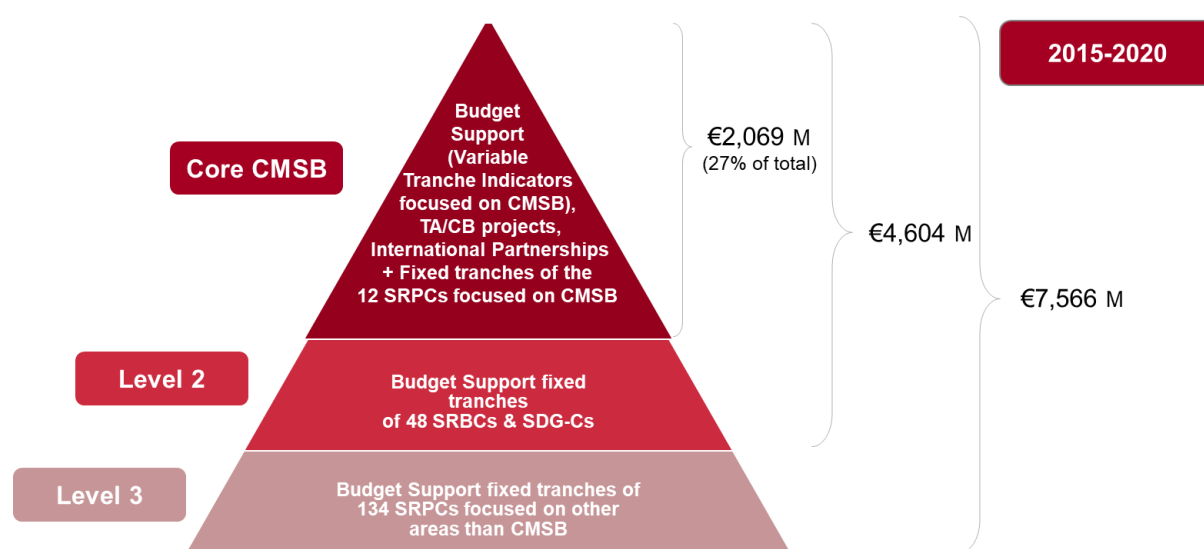 2015-2020
Core CMSB
Budget
Support
(Variable
Tranche Indicators
focused on CMSB),
TA/CB projects,
International Partnerships
+ Fixed tranches of the
12 SRPCs focused on CMSB
€2,069 M
(27% of total)
€4,604 M
€7,566 M
Level 2
Budget Support fixed
tranches
of 48 SRBCs & SDG-Cs
Level 3
Budget Support fixed tranches of
134 SRPCs focused on other
areas than CMSB